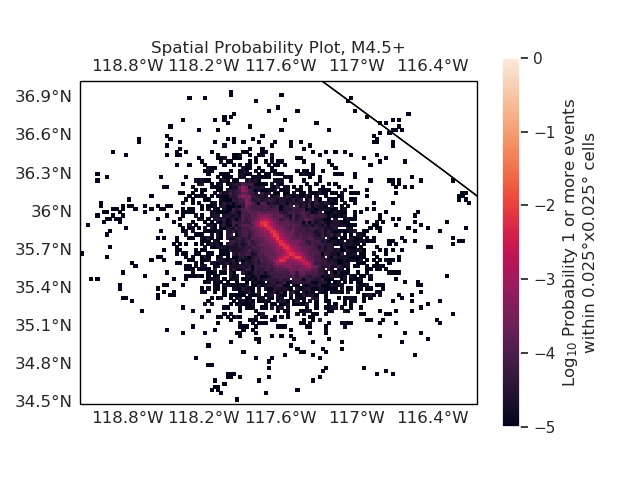 Spatial Probability Plot, M4.5+
118.8°W 118.2°W 117.6°W 117°W 116.4°W
36.9°N
36.6°N
36.3°N
36°N
35.7°N
35.4°N
35.1°N
34.8°N
34.5°N
118.8°W 118.2°W 117.6°W 117°W 116.4°W
0
−1
−2
−3
−4
−5
Log₁₀ Probability 1 or more events
within 0.025°x0.025° cells